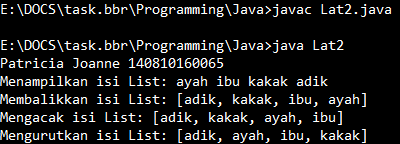 E:\DOCS\task.bbr\Programming\Java>javac Lat2.java
E:\DOCS\task.bbr\Programming\Java>java Lat2
Patricia Joanne 140810160065
Menampilkan isi List: ayah ibu kakak adik
Membalikkan isi List: [adik, kakak, ibu, ayah]
Mengacak isi List: [adik, kakak, ayah, ibu]
Mengurutkan isi List: [adik, ayah, ibu, kakak]